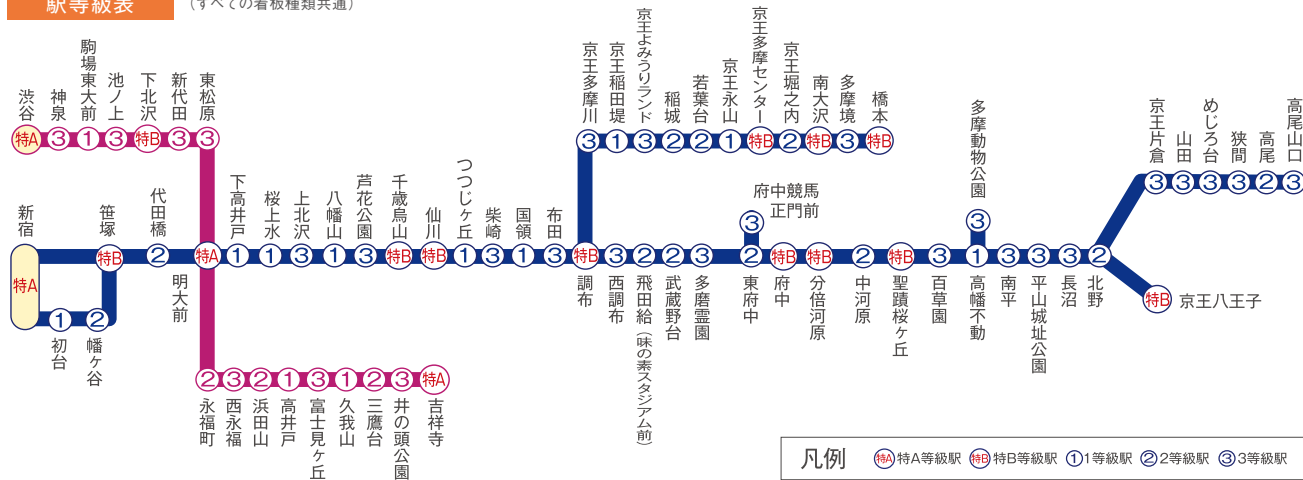 駅等級表
(すべての看板種類共通)
渋谷 特A
神泉 3
駒場東大前 1
池ノ上 3
下北沢 特B
新代田 3
東松原 3
新宿 特A
初台 1
幡ヶ谷 2
笹塚 特B
代田橋 2
明大前 特A
下高井戸 1
桜上水 1
上北沢 3
八幡山 1
芦花公園 3
千歳烏山 特B
仙川 特B
つつじヶ丘 1
柴崎 3
国領 1
布田 3
調布 特B
京王多摩川 3
京王稲田堤 1
京王よみうりランド 3
稲城 2
若葉台 2
京王永山 1
京王多摩センター 特B
京王堀之内 2
南大沢 特B
多摩境 3
橋本 特B
西調布 3
飛田給(味の素スタジアム前) 2
武蔵野台 2
多磨霊園 3
東府中 2
府中競馬
正門前 3
府中 特B
分倍河原 特B
中河原 2
聖蹟桜ヶ丘 特B
百草園 3
高幡不動 1
多摩動物公園 3
南平 3
平山城址公園 3
長沼 3
北野 2
京王八王子 特B
京王片倉 3
山田 3
めじろ台 3
狭間 3
高尾 2
高尾山口 3
永福町 2
西永福 3
浜田山 2
高井戸 1
富士見ヶ丘 3
久我山 1
三鷹台 2
井の頭公園 3
吉祥寺 特A
凡例 特A 特A等級駅 特B 特B等級駅 1 1等級駅 2 2等級駅 3 3等級駅